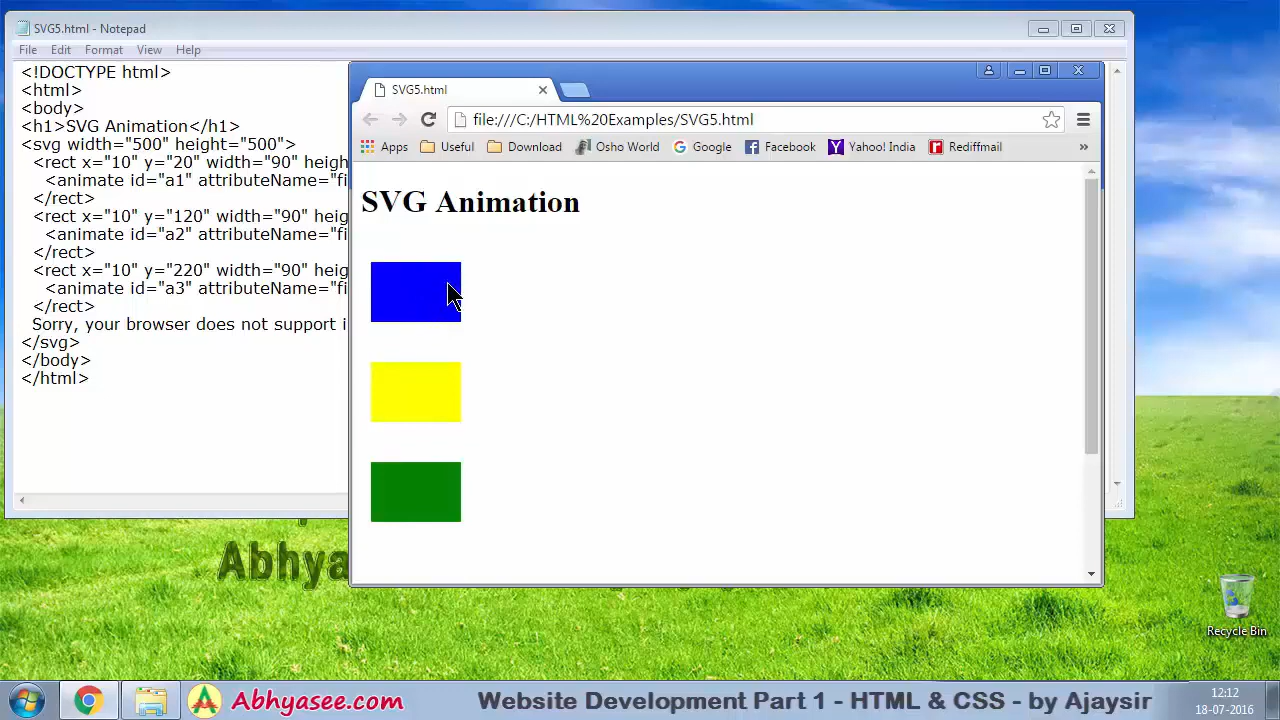 SVG5.html - Notepad
File Edit Format View Help
<!DOCTYPE html>
<html>
<body>
<h1>SVG Animation</h1>
<svg width="500" height="500">
<rect x="10" y="20" width="90" heigh
<animate id="a1" attributeName="fi
</rect>
<rect x="10" y="120" width="90" heig
<animate id="a2" attributeName="fi
</rect>
<rect x="10" y="220" width="90" heig
<animate id="a3" attributeName="fi
</rect>
Sorry, your browser does not support i
</svg>
</body>
</html>
SVG5.html
file:///C:/HTML%20Examples/SVG5.html
Apps Useful Download Osho World Google Facebook Yahoo! India Rediffmail »
SVG Animation
Abhya
Recycle Bin
Abhyasee.com
Website Development Part 1 - HTML & CSS - by Ajaysir
12:12
18-07-2016